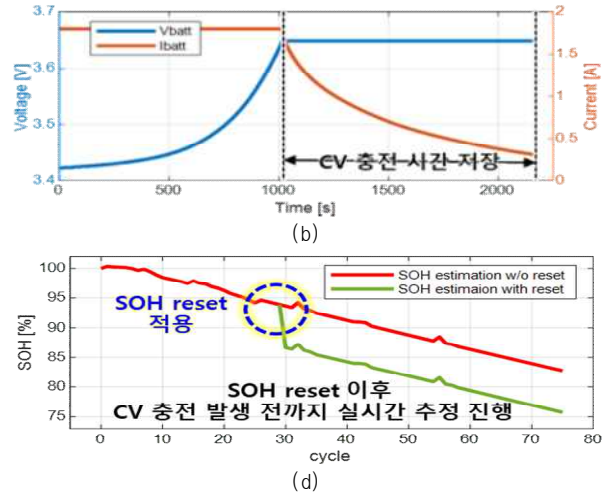 3.7
3.6
3.5
3.4
Voltage [V]
Vbatt
Ibatt
2
1.5
1
0.5
0
Current [A]
CV 충전 시간 저장
0
500
1000
1500
2000
Time [s]
(b)
100
95
90
85
80
75
SOH [%]
SOH estimation w/o reset
SOH estimaion with reset
SOH reset
적용
SOH reset 이후
CV 충전 발생 전까지 실시간 추정 진행
0
10
20
30
40
50
60
70
80
cycle
(d)